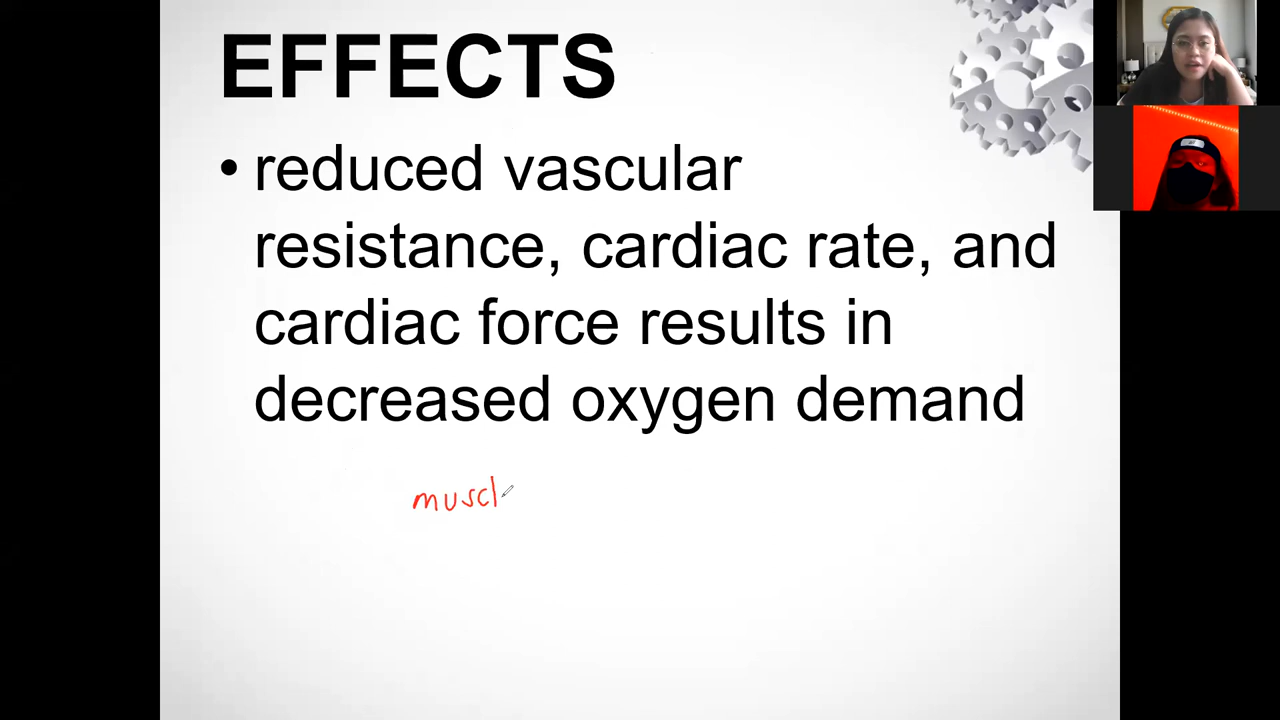 EFFECTS
• reduced vascular
resistance, cardiac rate, and
cardiac force results in
decreased oxygen demand
muscl